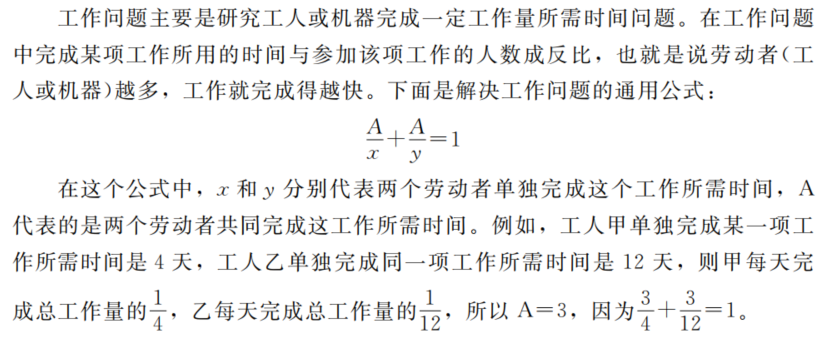 工作问题主要是研究工人或机器完成一定工作量所需时间问题。在工作问题
中完成某项工作所用的时间与参加该项工作的人数成反比，也就是说劳动者(工
人或机器)越多，工作就完成得越快。下面是解决工作问题的通用公式：
\frac{A}{x}+\frac{A}{y}=1
在这个公式中，x 和 y 分别代表两个劳动者单独完成这个工作所需时间，A
代表的是两个劳动者共同完成这工作所需时间。例如，工人甲单独完成某一项工
作所需时间是 4 天，工人乙单独完成同一项工作所需时间是 12 天，则甲每天完
成总工作量的\frac{1}{4}，乙每天完成总工作量的\frac{1}{12}，所以 A=3，因为\frac{3}{4}+\frac{3}{12}=1。